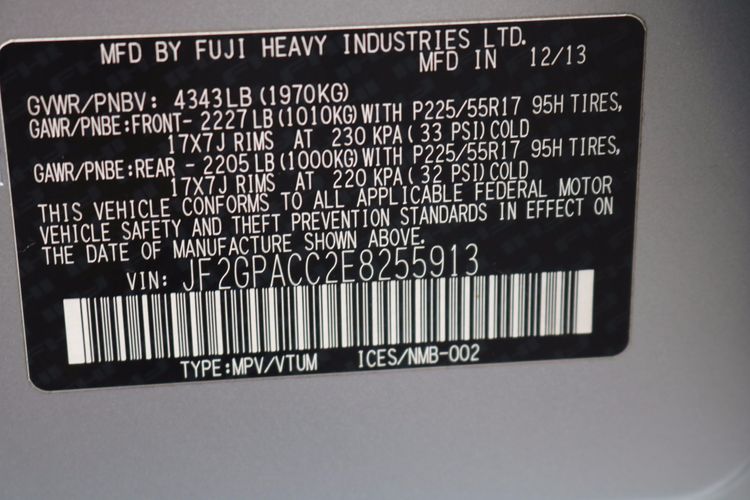 MFD BY FUJI HEAVY INDUSTRIES LTD.
MFD IN 12/13
GVWR/PNBV: 4343LB(1970KG)
GAWR/PNBE:FRONT- 2227LB(1010KG)WITH P225/55R17 95H TIRES,
17X7J RIMS AT 230 KPA( 33 PSI)COLD
GAWR/PNBE:REAR - 2205LB(1000KG)WITH P225/55R17 95H TIRES,
17X7J RIMS AT 220 KPA( 32 PSI)COLD
THIS VEHICLE CONFORMS TO ALL APPLICABLE FEDERAL MOTOR
VEHICLE SAFETY AND THEFT PREVENTION STANDARDS IN EFFECT ON
THE DATE OF MANUFACTURE SHOWN ABOVE.
VIN: JF2GPACC2E8255913
TYPE:MPV/VTUM ICES/NMB-002